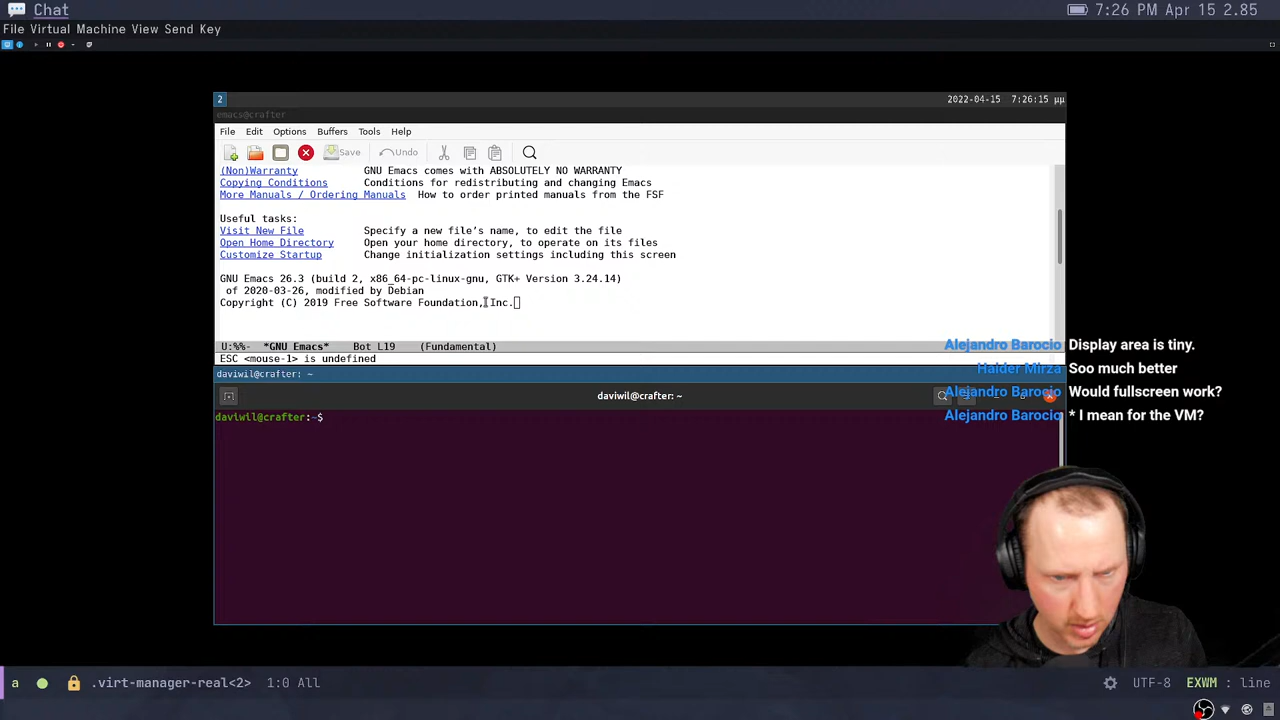 Chat
7:26 PM Apr 15 2.85
File Virtual Machine View Send Key
2
2022-04-15 7:26:15 μμ
emacs@crafter
File Edit Options Buffers Tools Help
Save Undo
(Non)Warranty GNU Emacs comes with ABSOLUTELY NO WARRANTY
Copying Conditions Conditions for redistributing and changing Emacs
More Manuals / Ordering Manuals How to order printed manuals from the FSF
Useful tasks:
Visit New File Specify a new file’s name, to edit the file
Open Home Directory Open your home directory, to operate on its files
Customize Startup Change initialization settings including this screen
GNU Emacs 26.3 (build 2, x86_64-pc-linux-gnu, GTK+ Version 3.24.14)
of 2020-03-26, modified by Debian
Copyright (C) 2019 Free Software Foundation, Inc.
U:%%- *GNU Emacs* Bot L19 (Fundamental)
ESC <mouse-1> is undefined
Alejandro Barocio Display area is tiny.
Haider Mirza Soo much better
Alejandro Barocio Would fullscreen work?
Alejandro Barocio * I mean for the VM?
daviwil@crafter: ~
daviwil@crafter: ~
daviwil@crafter:~$
a .virt-manager-real<2> 1:0 All
UTF-8 EXWM: line